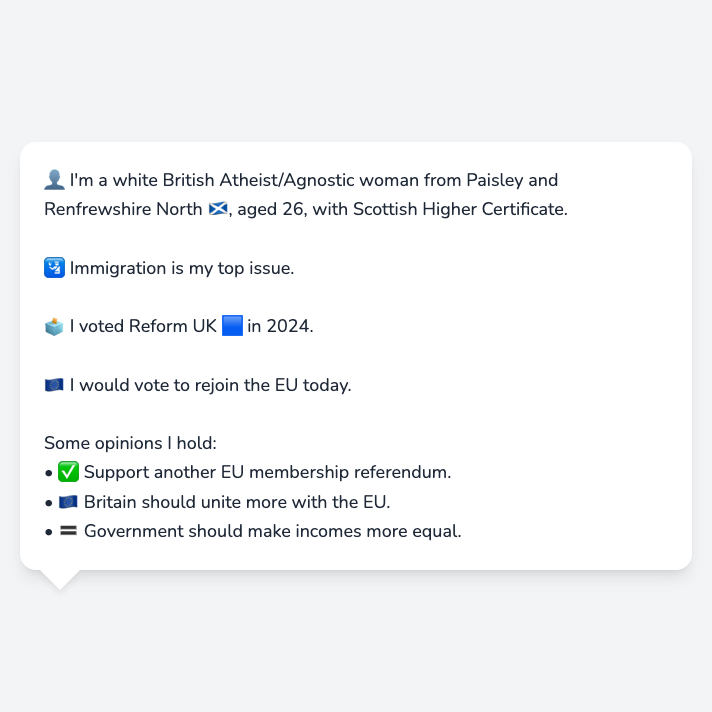 👤 I'm a white British Atheist/Agnostic woman from Paisley and
Renfrewshire North 🏴󠁧󠁢󠁳󠁣󠁴󠁿, aged 26, with Scottish Higher Certificate.
🛂 Immigration is my top issue.
🗳️ I voted Reform UK 🟦 in 2024.
🇪🇺 I would vote to rejoin the EU today.
Some opinions I hold:
• ✅ Support another EU membership referendum.
• 🇪🇺 Britain should unite more with the EU.
• 🟰 Government should make incomes more equal.